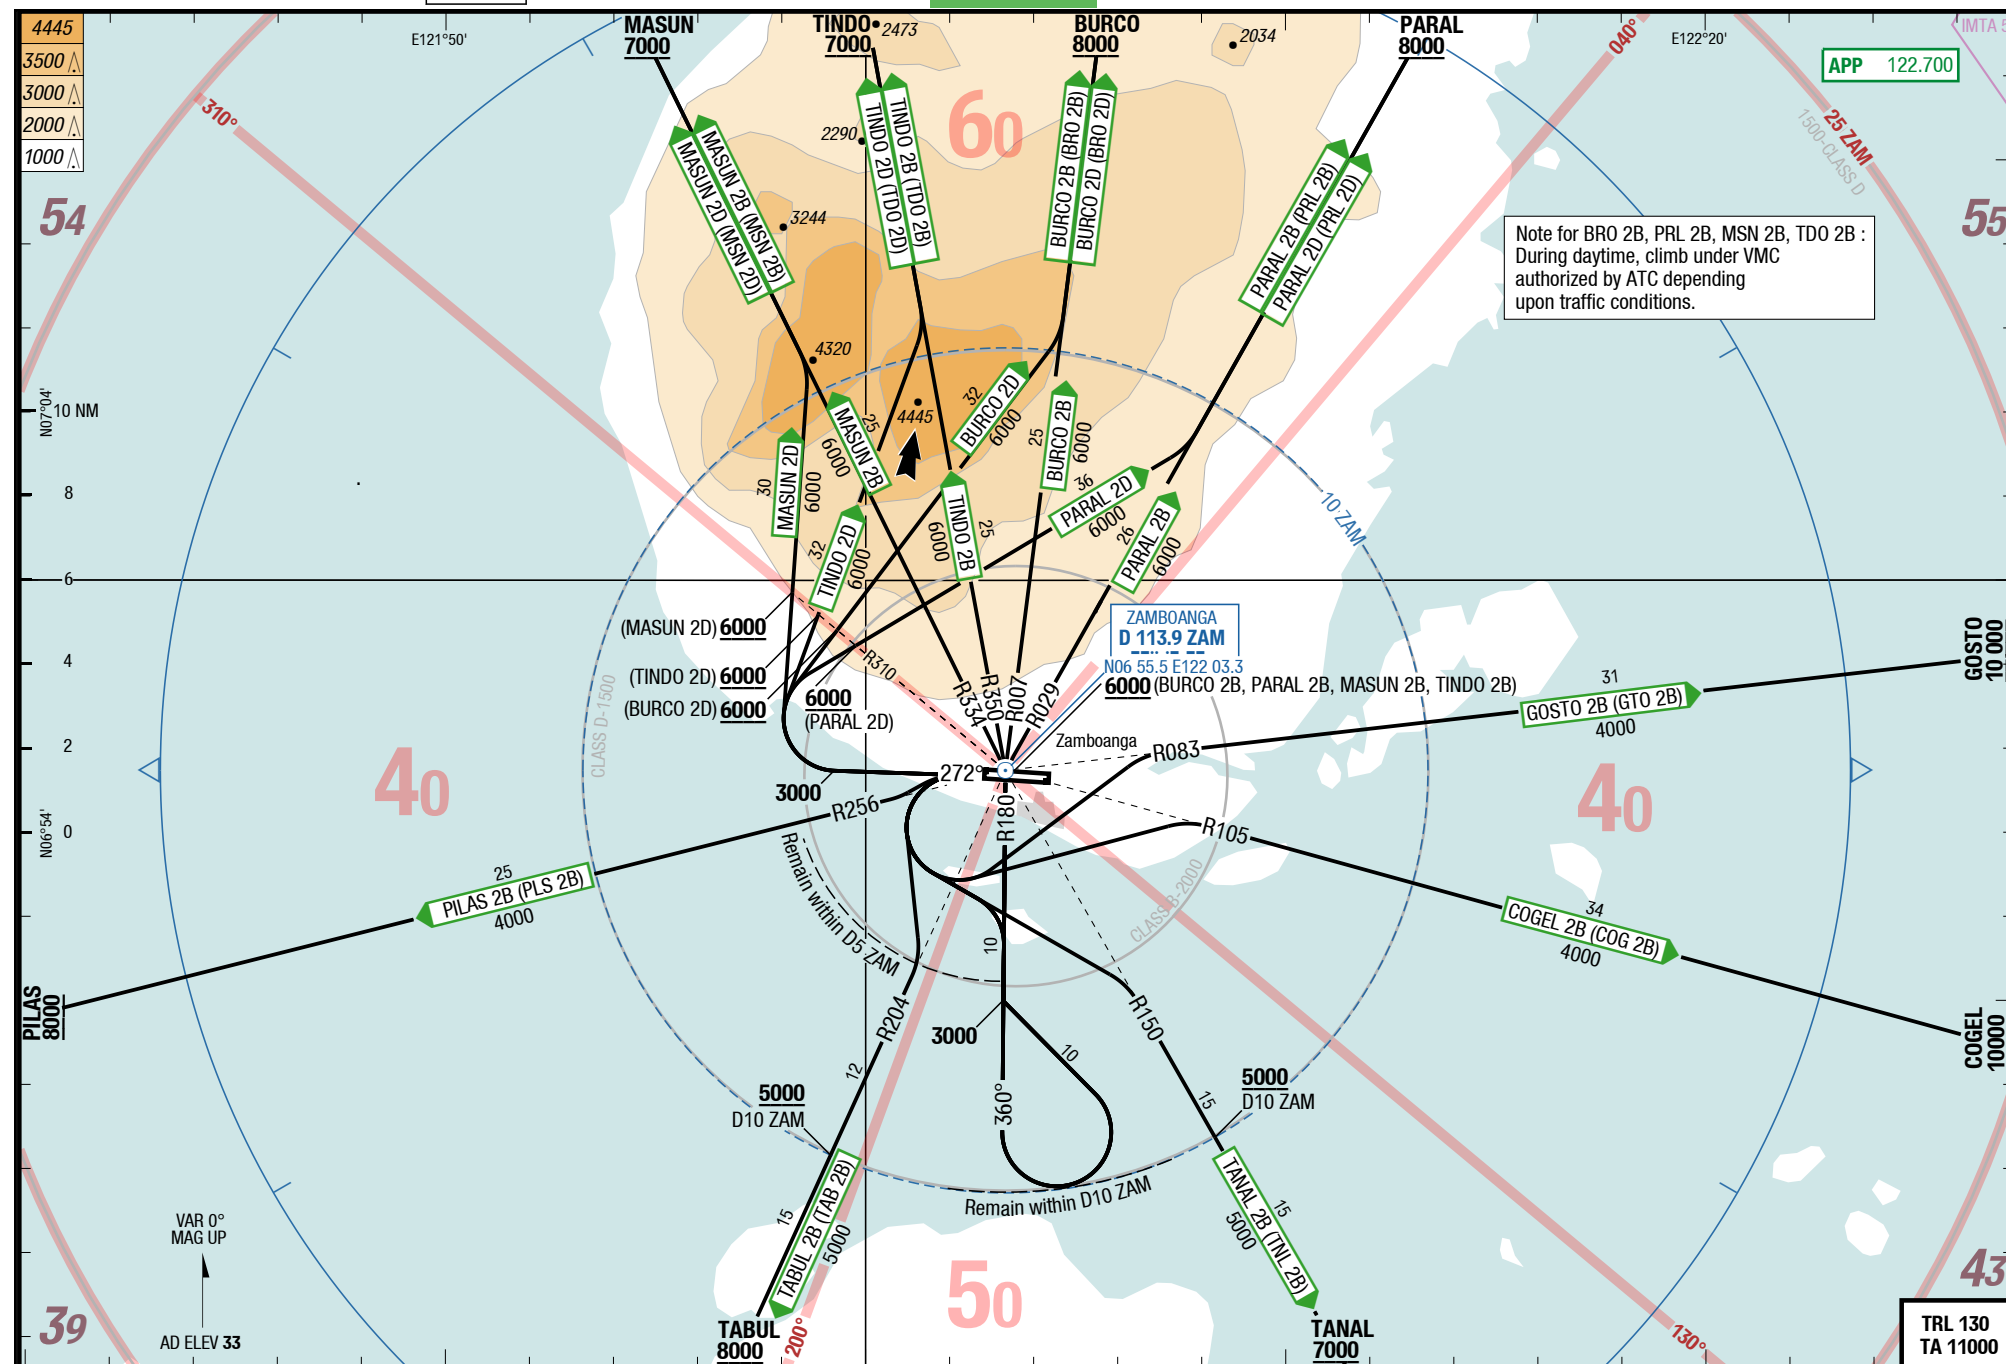 4445
3500
3000
2000
1000
E121°50'
MASUN
7000
TINDO
7000
2473
BURCO
8000
2034
PARAL
8000
040°
E122°20'
IMTA 5
APP 122.700
25 ZAM
1500-CLASS D
310°
54
60
55
2290
3244
4320
4445
MASUN 2B (MSN 2B)
MASUN 2D (MSN 2D)
TINDO 2B (TDO 2B)
TINDO 2D (TDO 2D)
BURCO 2B (BRO 2B)
BURCO 2D (BRO 2D)
PARAL 2B (PRL 2B)
PARAL 2D (PRL 2D)
Note for BRO 2B, PRL 2B, MSN 2B, TDO 2B :
During daytime, climb under VMC
authorized by ATC depending
upon traffic conditions.
N07°04'
10 NM
8
6
4
2
0
N06°54'
30
MASUN 2D
6000
25
MASUN 2B
6000
32
TINDO 2D
6000
25
TINDO 2B
6000
32
BURCO 2D
6000
25
BURCO 2B
6000
36
PARAL 2D
6000
26
PARAL 2B
6000
10 ZAM
(MASUN 2D) 6000
(TINDO 2D) 6000
(BURCO 2D) 6000
6000
(PARAL 2D)
R310
R334
R350
R007
R029
ZAMBOANGA
D 113.9 ZAM
N06 55.5 E122 03.3
6000 (BURCO 2B, PARAL 2B, MASUN 2B, TINDO 2B)
Zamboanga
CLASS D-1500
272°
3000
R256
R180
R083
31
GOSTO 2B (GTO 2B)
4000
GOSTO
10 000
40
40
R105
34
COGEL 2B (COG 2B)
4000
COGEL
10000
25
PILAS 2B (PLS 2B)
4000
PILAS
8000
Remain within D5 ZAM
CLASS B-2000
10
3000
R204
12
R150
10
360°
15
5000
D10 ZAM
5000
D10 ZAM
Remain within D10 ZAM
15
TABUL 2B (TAB 2B)
5000
15
TANAL 2B (TNL 2B)
5000
VAR 0°
MAG UP
AD ELEV 33
39
50
43
TABUL
8000
200°
TANAL
7000
130°
TRL 130
TA 11000